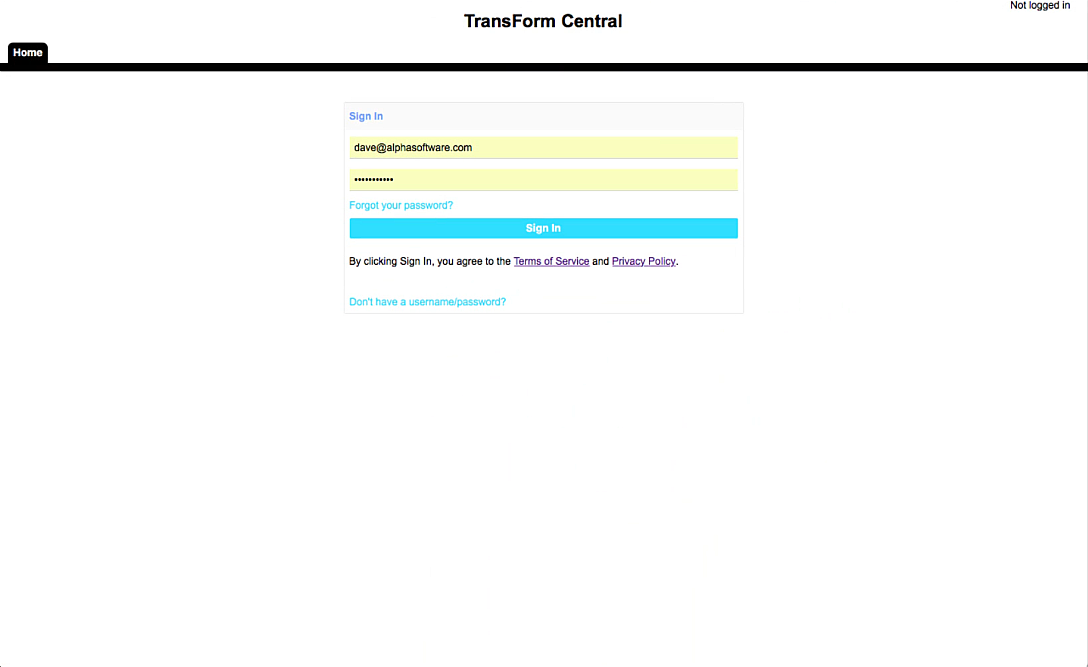 Not logged in
TransForm Central
Home
Sign In
dave@alphasoftware.com
•••••••••••
Forgot your password?
Sign In
By clicking Sign In, you agree to the Terms of Service and Privacy Policy.
Don't have a username/password?